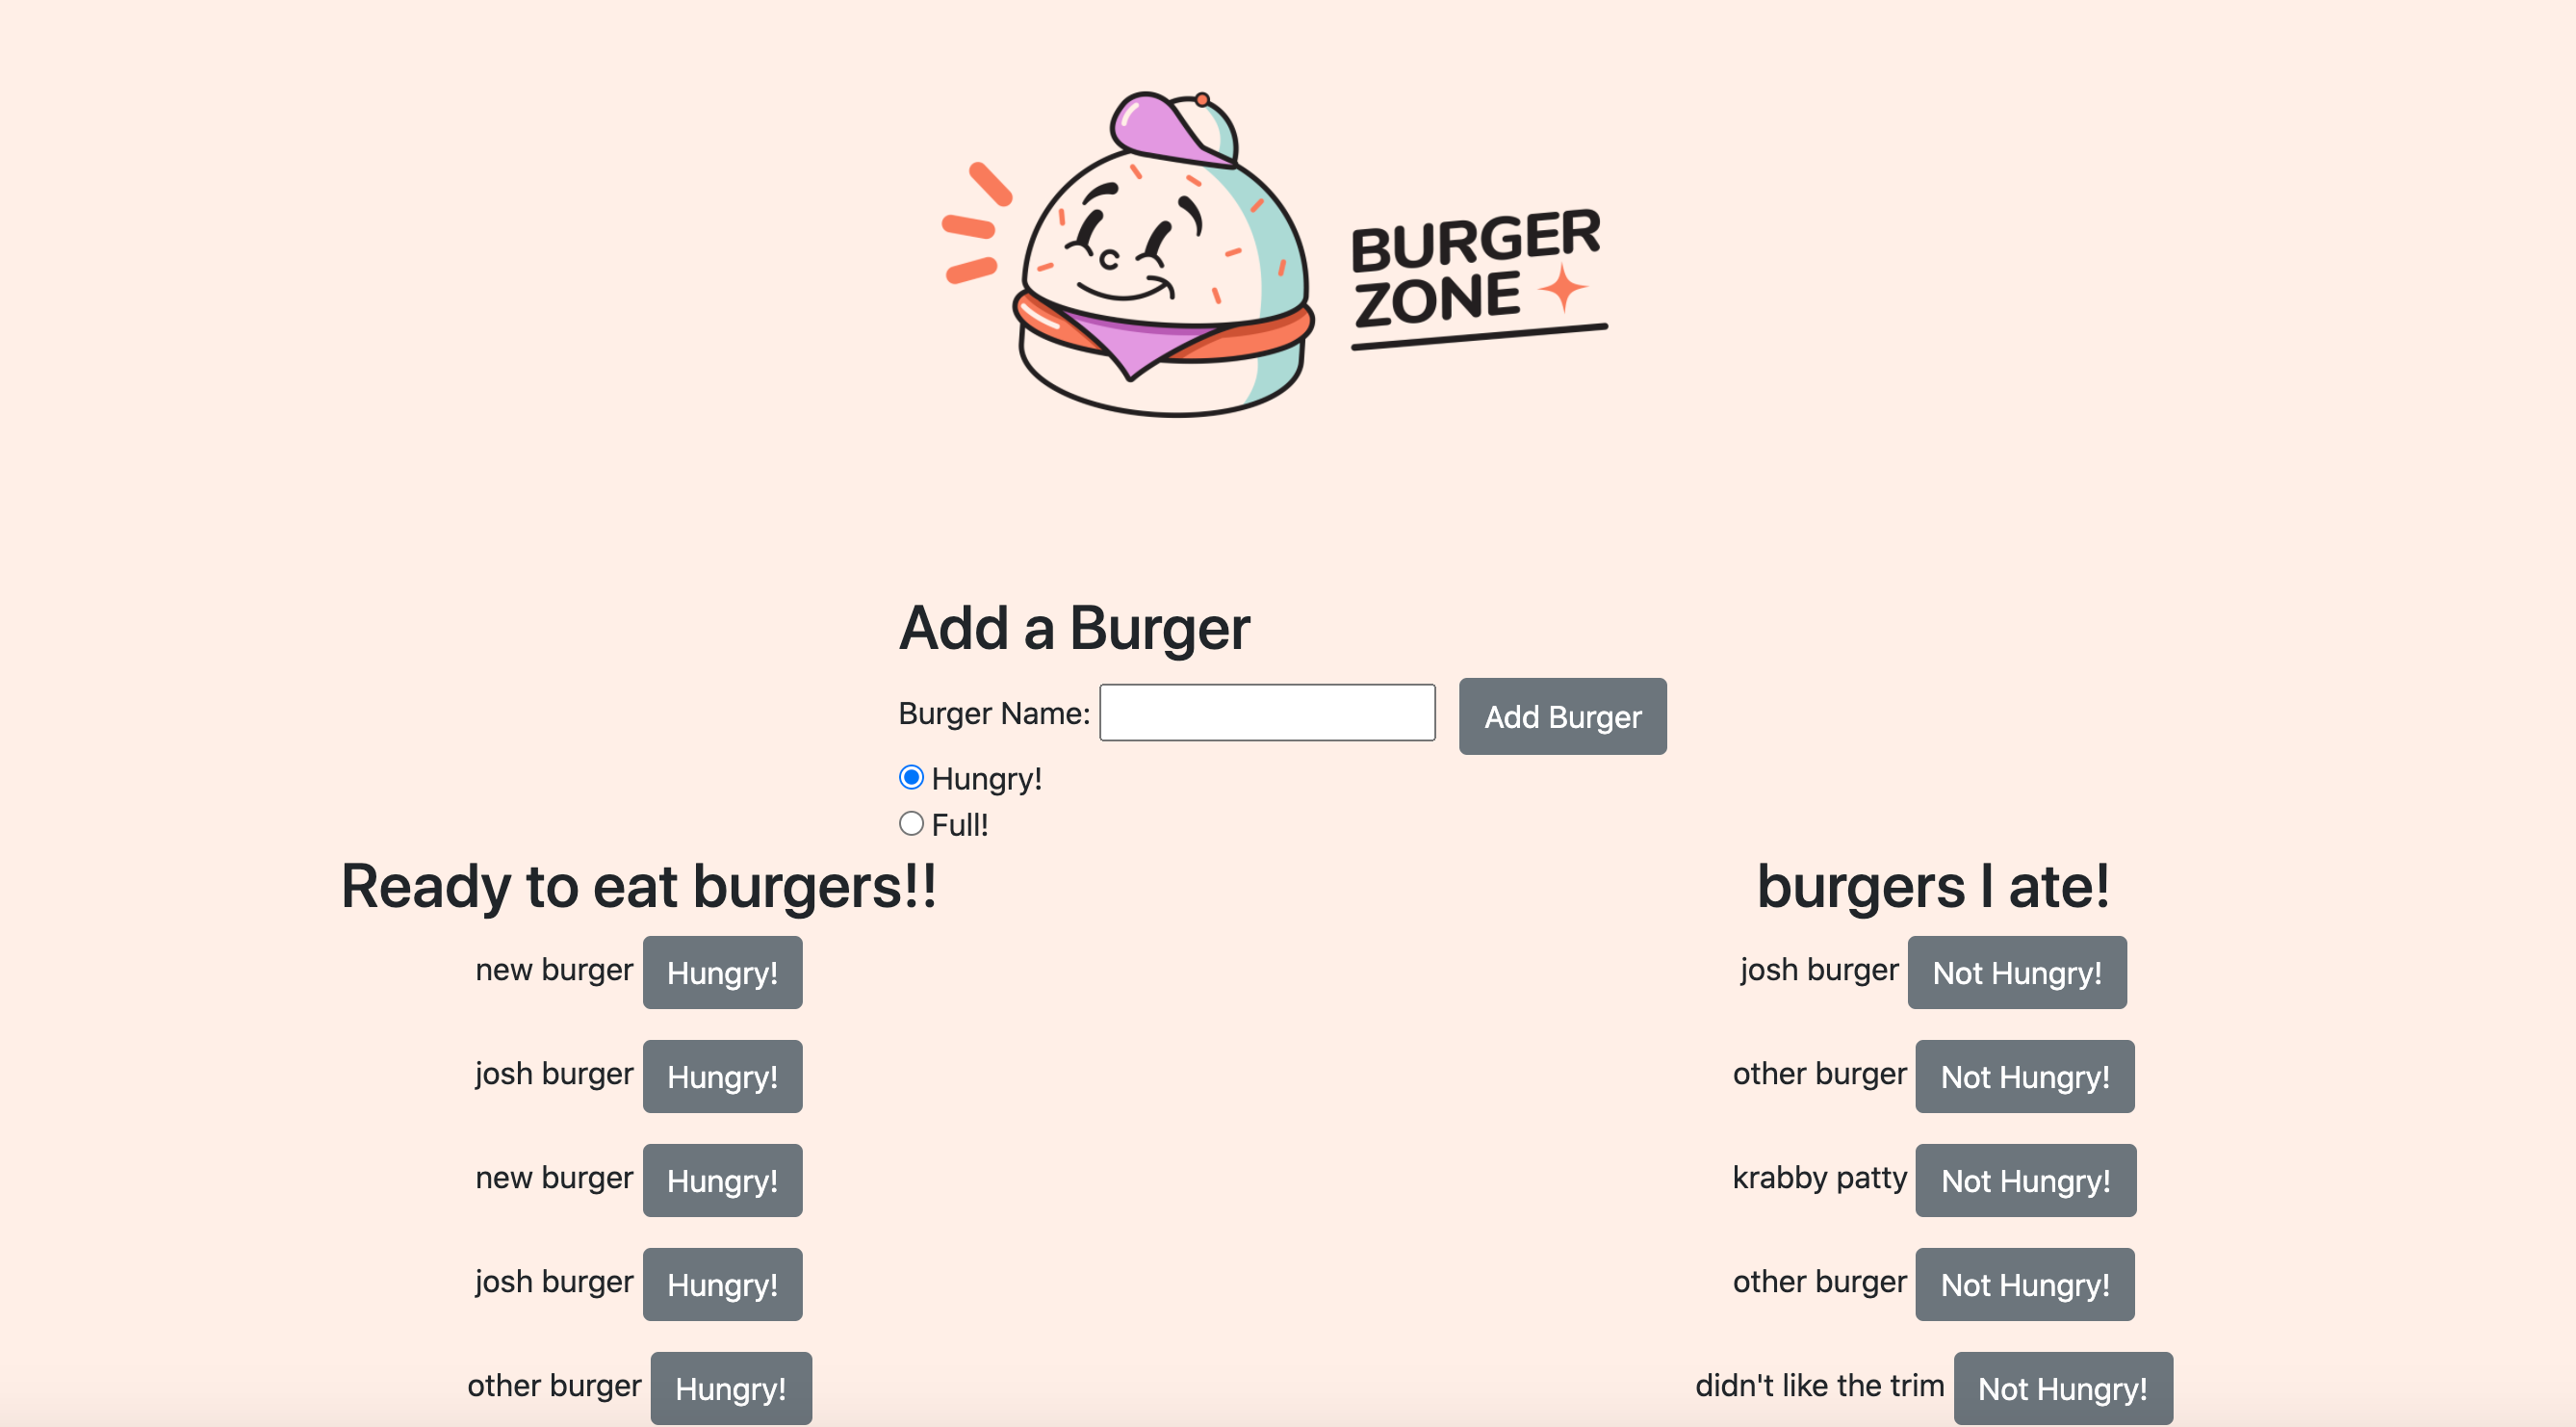 BURGER
ZONE
Add a Burger
Burger Name: Add Burger
Hungry!
Full!
Ready to eat burgers!!
new burger Hungry!
josh burger Hungry!
new burger Hungry!
josh burger Hungry!
other burger Hungry!
burgers I ate!
josh burger Not Hungry!
other burger Not Hungry!
krabby patty Not Hungry!
other burger Not Hungry!
didn't like the trim Not Hungry!